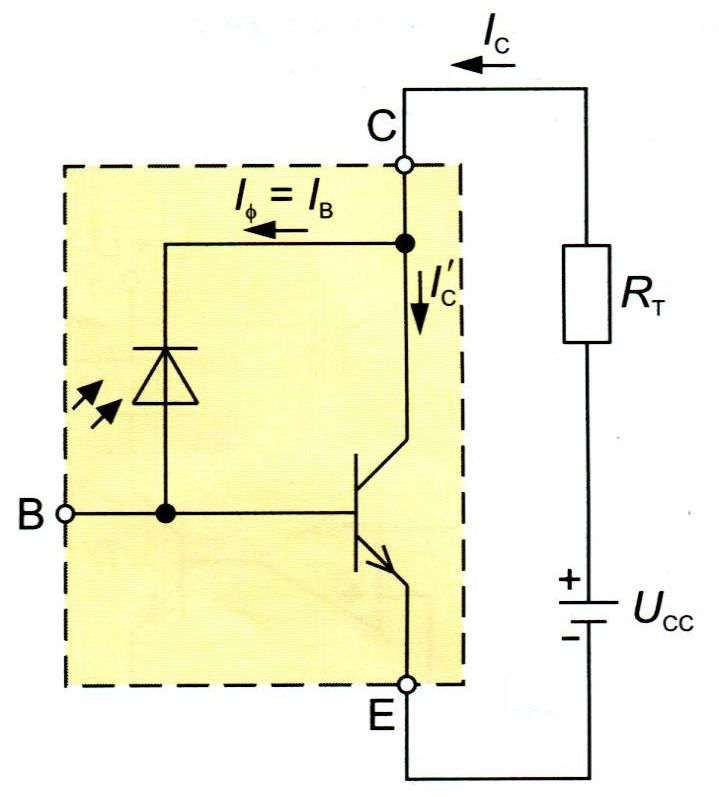 I_C
C
I_ϕ = I_B
I_C′
R_T
B
+
U_CC
−
E